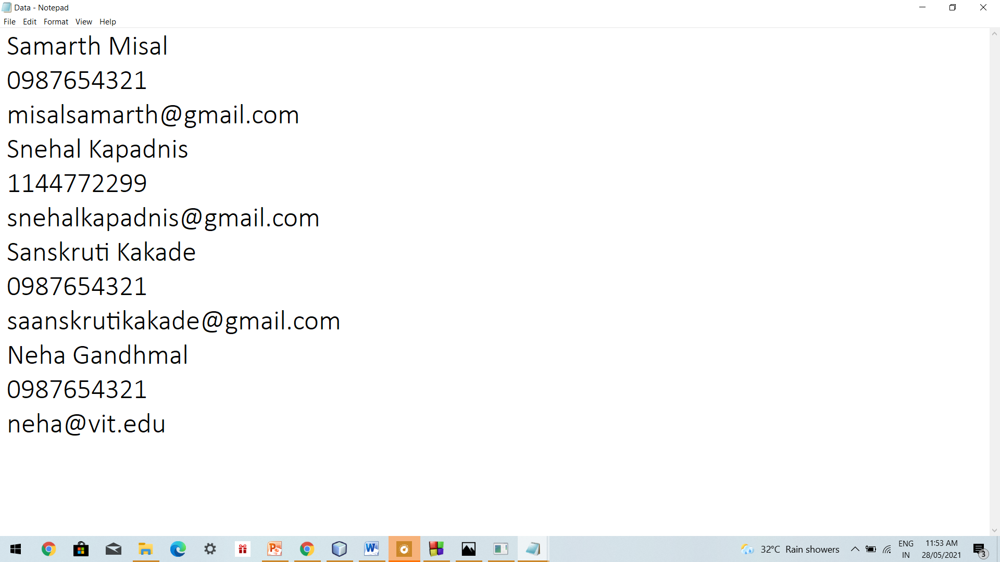 Data - Notepad
File Edit Format View Help
Samarth Misal
0987654321
misalsamarth@gmail.com
Snehal Kapadnis
1144772299
snehalkapadnis@gmail.com
Sanskruti Kakade
0987654321
saanskrutikakade@gmail.com
Neha Gandhmal
0987654321
neha@vit.edu
32°C Rain showers
ENG
IN
11:53 AM
28/05/2021
3